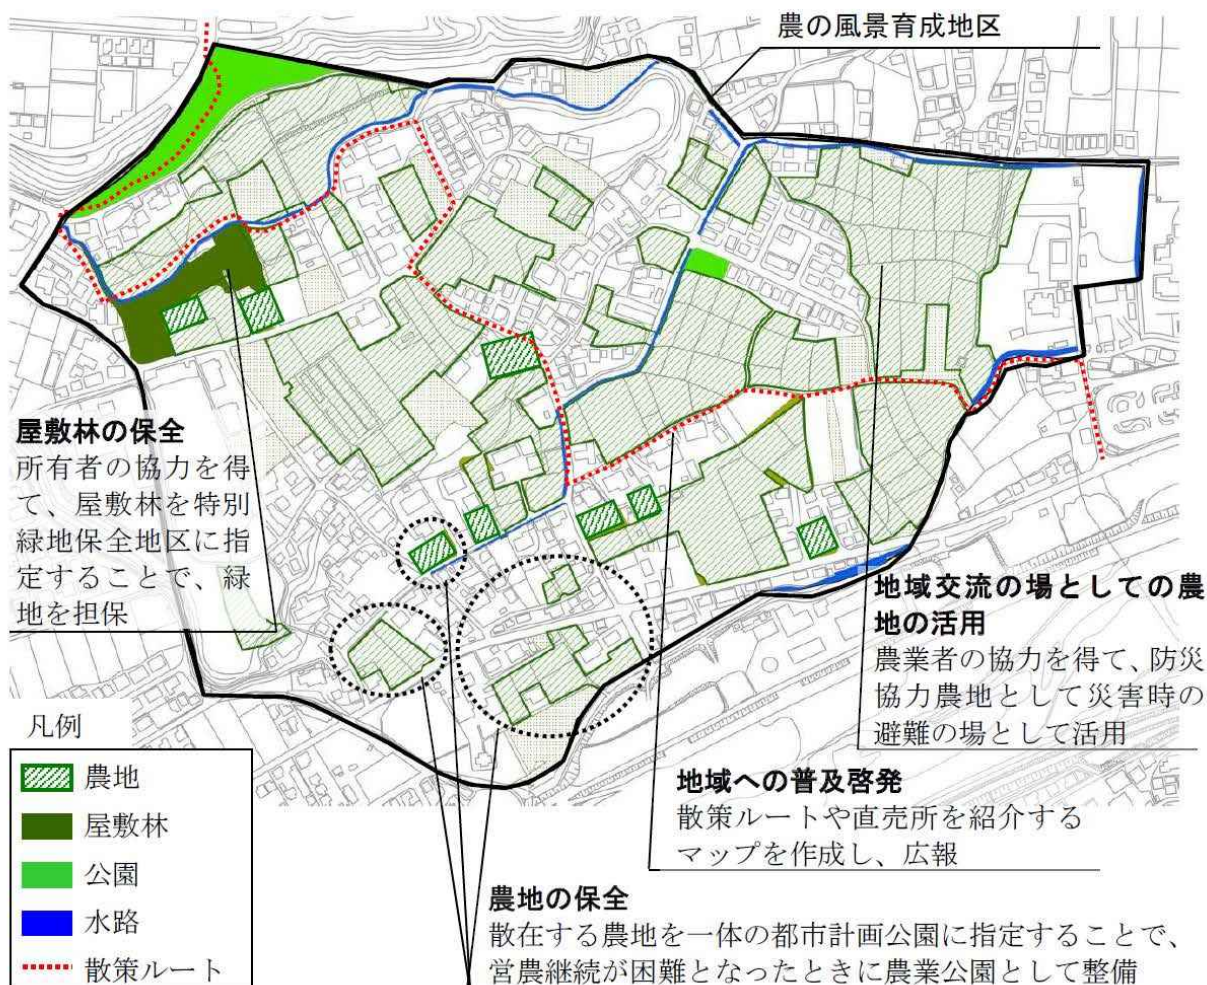 農の風景育成地区
屋敷林の保全
所有者の協力を得
て、屋敷林を特別
緑地保全地区に指
定することで、緑
地を担保
地域交流の場としての農
地の活用
農業者の協力を得て、防災
協力農地として災害時の
避難の場として活用
地域への普及啓発
散策ルートや直売所を紹介する
マップを作成し、広報
農地の保全
散在する農地を一体の都市計画公園に指定することで、
営農継続が困難となったときに農業公園として整備
凡例
農地
屋敷林
公園
水路
散策ルート